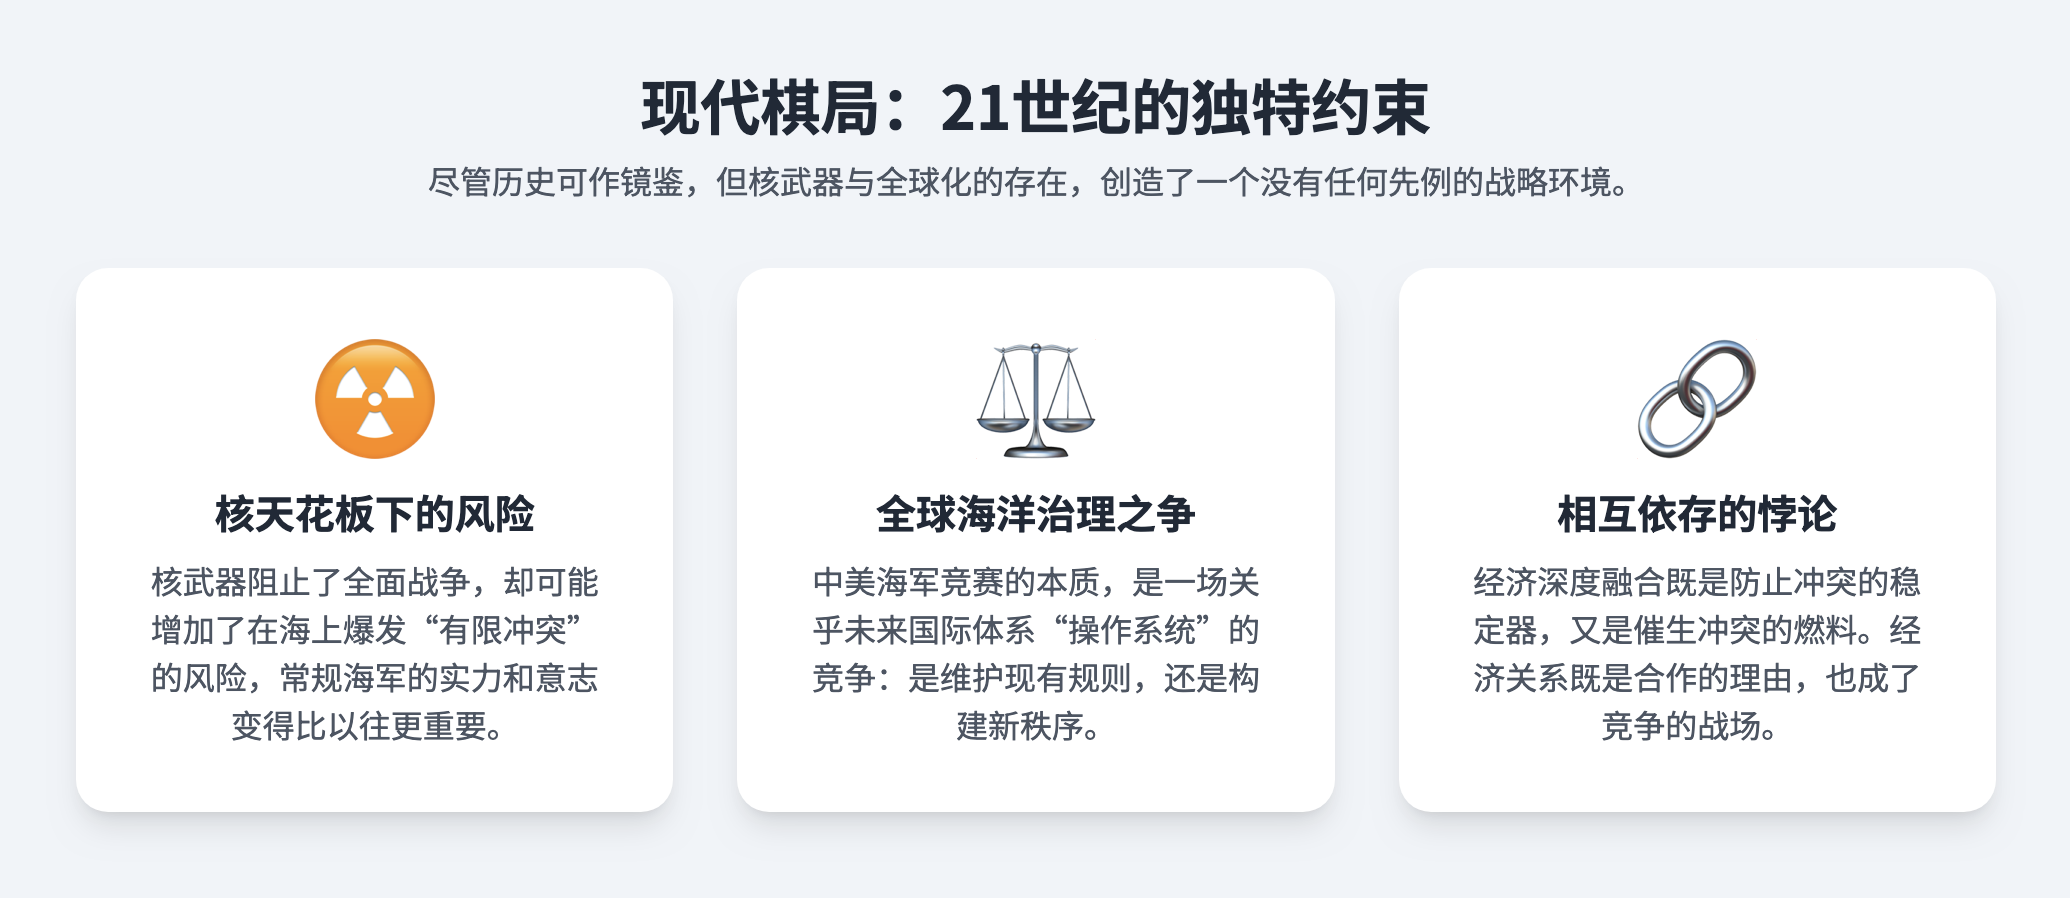 现代棋局：21世纪的独特约束
尽管历史可作镜鉴，但核武器与全球化的存在，创造了一个没有任何先例的战略环境。
核天花板下的风险
核武器阻止了全面战争，却可能
增加了在海上爆发“有限冲突”
的风险，常规海军的实力和意志
变得比以往更重要。
全球海洋治理之争
中美海军竞赛的本质，是一场关
乎未来国际体系“操作系统”的
竞争：是维护现有规则，还是构
建新秩序。
相互依存的悖论
经济深度融合既是防止冲突的稳
定器，又是催生冲突的燃料。经
济关系既是合作的理由，也成了
竞争的战场。